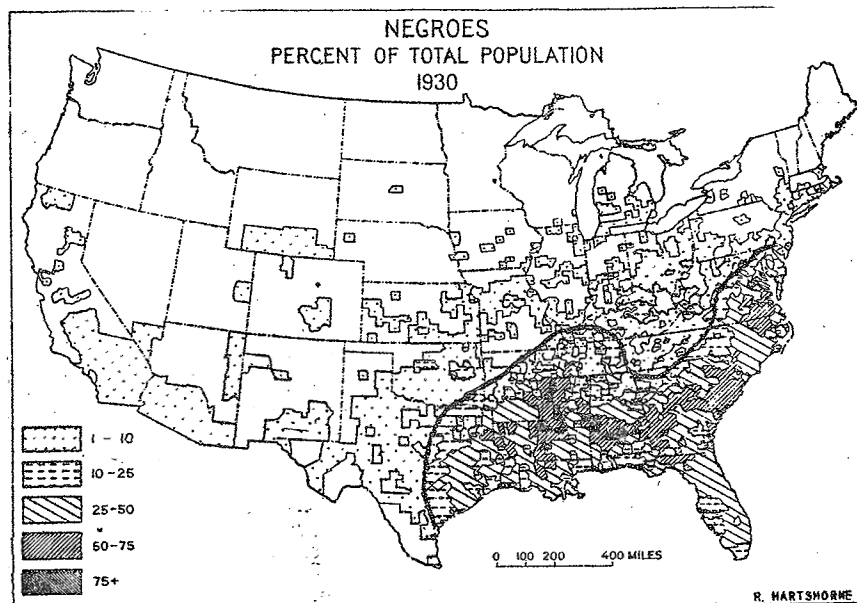 NEGROES
PERCENT OF TOTAL POPULATION
1930
1 - 10
10-25
25-50
60-75
75+
0 100 200 400 MILES
R. HARTSHORNE